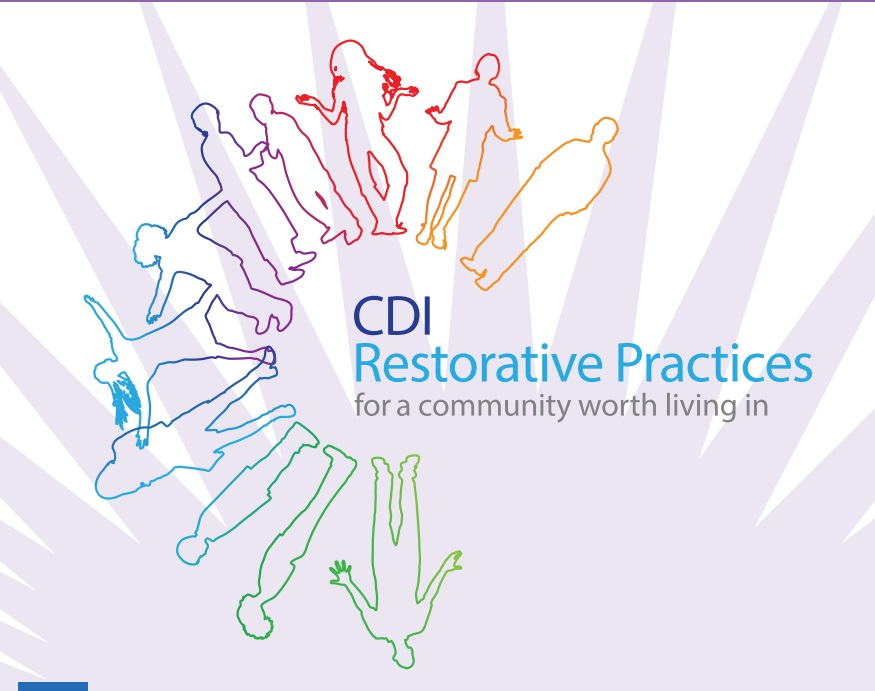 CDI
Restorative Practices
for a community worth living in